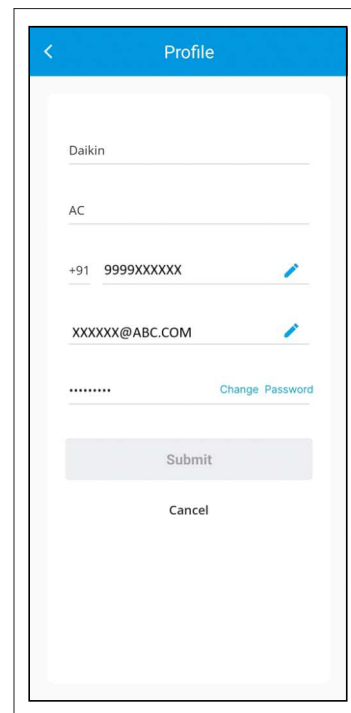 Profile
Daikin
AC
+91 9999XXXXXX
XXXXXX@ABC.COM
••••••••• Change Password
Submit
Cancel